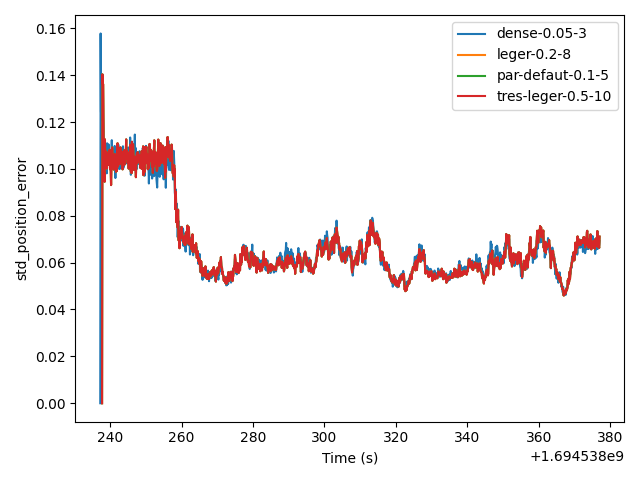 dense-0.05-3
leger-0.2-8
par-defaut-0.1-5
tres-leger-0.5-10
0.16
0.14
0.12
0.10
0.08
0.06
0.04
0.02
0.00
std_position_error
240 260 280 300 320 340 360 380
Time (s)
+1.694538e9